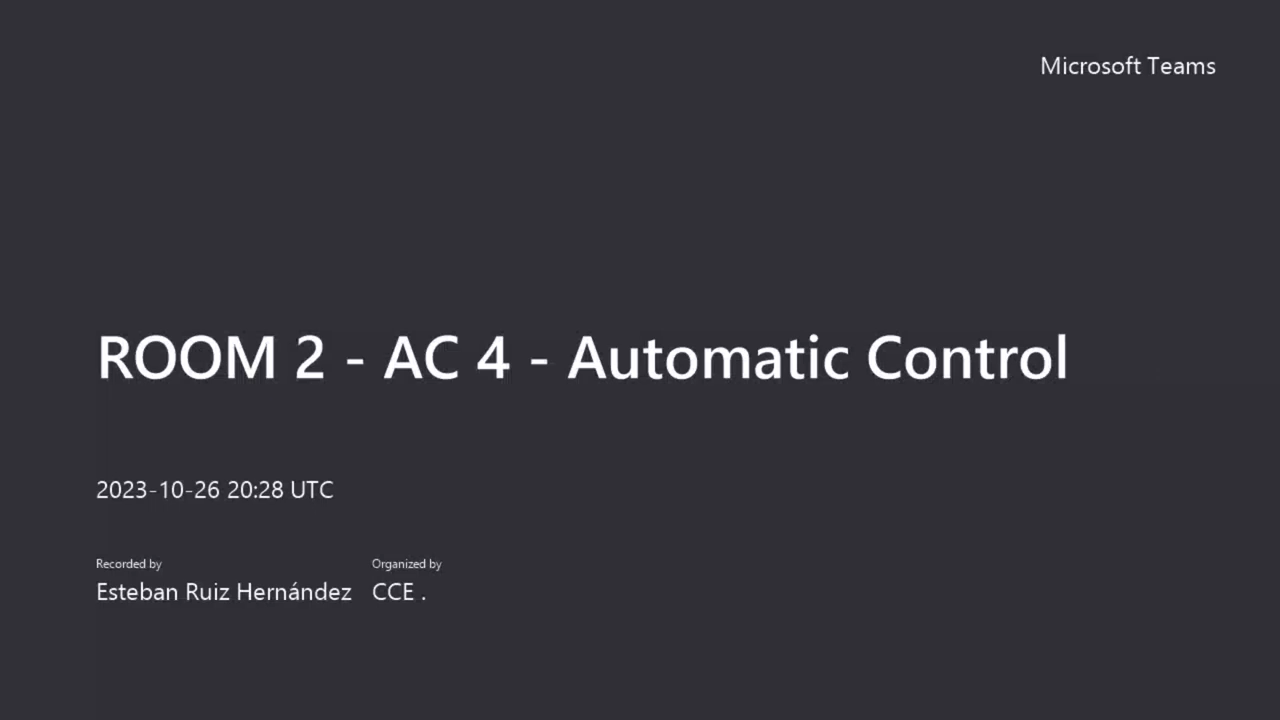 Microsoft Teams
ROOM 2 - AC 4 - Automatic Control
2023-10-26 20:28 UTC
Recorded by Organized by
Esteban Ruiz Hernández CCE .